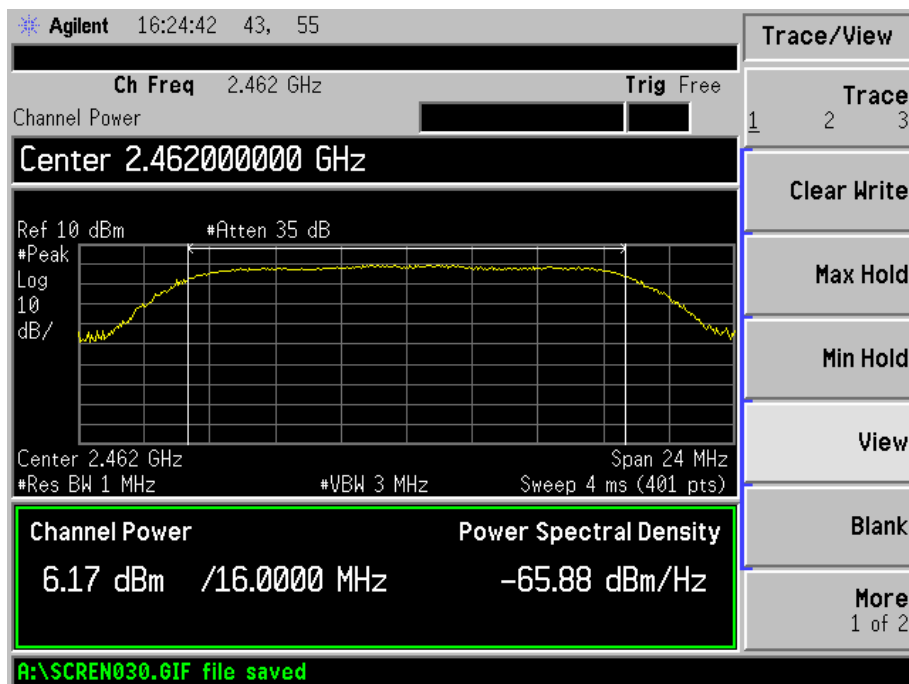 Agilent 16:24:42 43, 55
Trace/View
Ch Freq 2.462 GHz Trig Free
Channel Power
Trace
1 2 3
Center 2.462000000 GHz
Clear Write
Ref 10 dBm #Atten 35 dB
#Peak
Log
10
dB/
Max Hold
Min Hold
Center 2.462 GHz Span 24 MHz
#Res BW 1 MHz #VBW 3 MHz Sweep 4 ms (401 pts)
View
Channel Power Power Spectral Density
6.17 dBm /16.0000 MHz -65.88 dBm/Hz
Blank
More
1 of 2
A:\SCREN030.GIF file saved